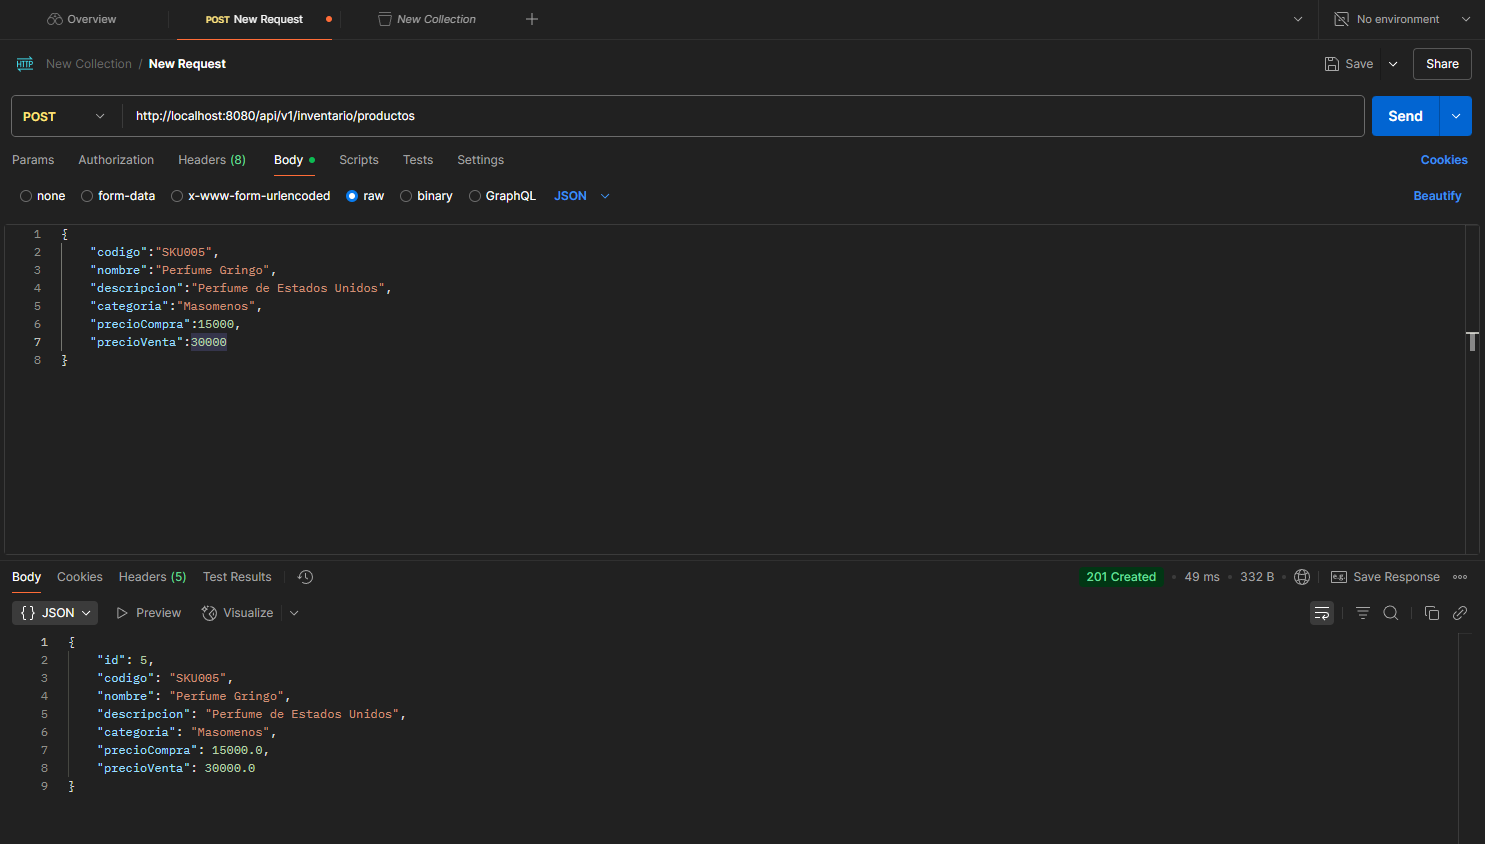 Overview POST New Request New Collection No environment
HTTP New Collection / New Request Save Share
POST http://localhost:8080/api/v1/inventario/productos Send
Params Authorization Headers (8) Body Scripts Tests Settings Cookies
none form-data x-www-form-urlencoded raw binary GraphQL JSON Beautify
1 {
2 "codigo":"SKU005",
3 "nombre":"Perfume Gringo",
4 "descripcion":"Perfume de Estados Unidos",
5 "categoria":"Masomenos",
6 "precioCompra":15000,
7 "precioVenta":30000
8 }
Body Cookies Headers (5) Test Results 201 Created • 49 ms • 332 B • e.g. Save Response
{} JSON Preview Visualize
1 {
2 "id": 5,
3 "codigo": "SKU005",
4 "nombre": "Perfume Gringo",
5 "descripcion": "Perfume de Estados Unidos",
6 "categoria": "Masomenos",
7 "precioCompra": 15000.0,
8 "precioVenta": 30000.0
9 }